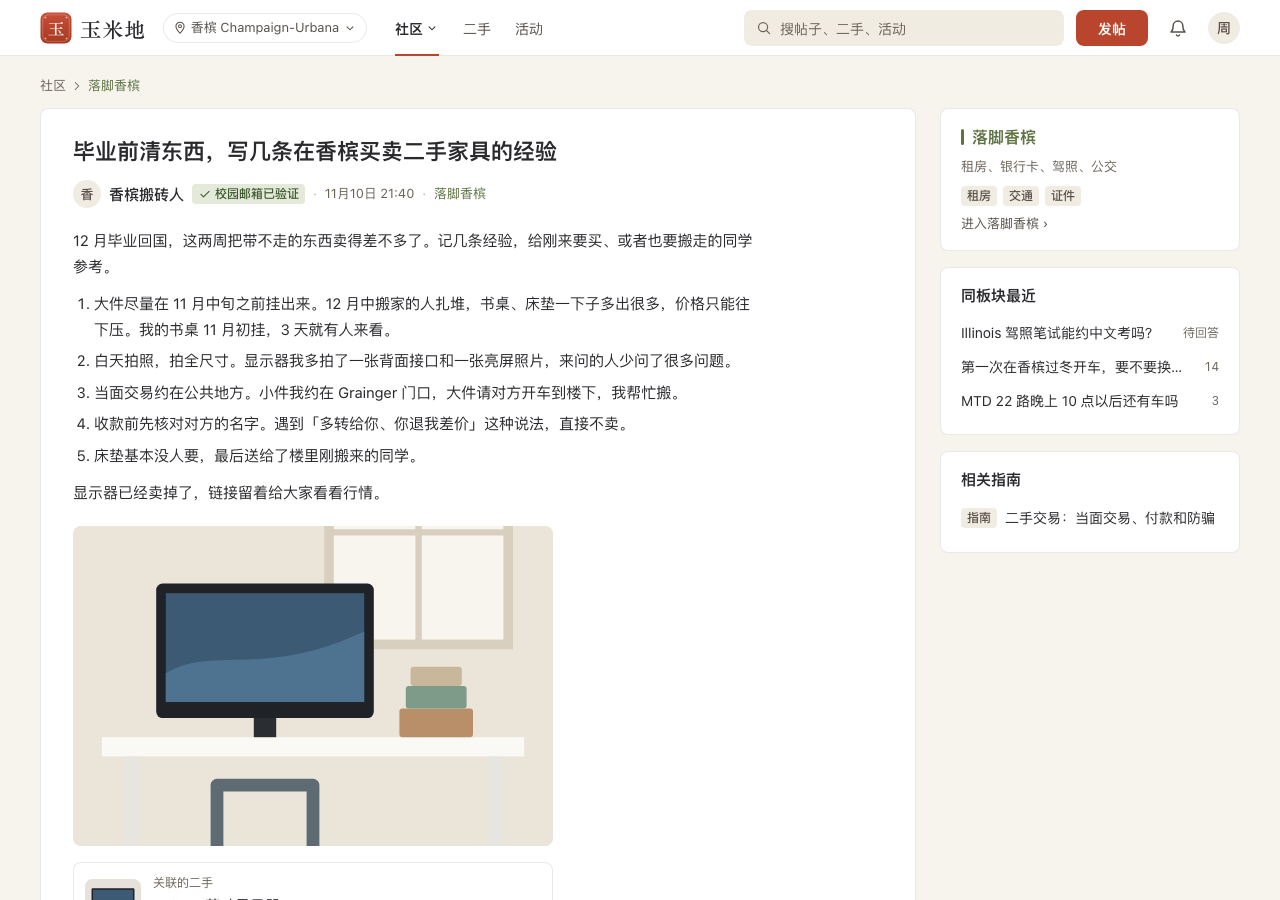 玉 玉米地 香槟 Champaign-Urbana 社区 二手 活动 搜帖子、二手、活动 发帖 周
社区 > 落脚香槟
毕业前清东西，写几条在香槟买卖二手家具的经验
香 香槟搬砖人 校园邮箱已验证 · 11月10日 21:40 · 落脚香槟
12 月毕业回国，这两周把带不走的东西卖得差不多了。记几条经验，给刚来要买、或者也要搬走的同学
参考。
1. 大件尽量在 11 月中旬之前挂出来。12 月中搬家的人扎堆，书桌、床垫一下子多出很多，价格只能往
下压。我的书桌 11 月初挂，3 天就有人来看。
2. 白天拍照，拍全尺寸。显示器我多拍了一张背面接口和一张亮屏照片，来问的人少问了很多问题。
3. 当面交易约在公共地方。小件我约在 Grainger 门口，大件请对方开车到楼下，我帮忙搬。
4. 收款前先核对对方的名字。遇到「多转给你、你退我差价」这种说法，直接不卖。
5. 床垫基本没人要，最后送给了楼里刚搬来的同学。
显示器已经卖掉了，链接留着给大家看看行情。
关联的二手
落脚香槟
租房、银行卡、驾照、公交
租房 交通 证件
进入落脚香槟 ›
同板块最近
Illinois 驾照笔试能约中文考吗? 待回答
第一次在香槟过冬开车，要不要换... 14
MTD 22 路晚上 10 点以后还有车吗 3
相关指南
指南 二手交易：当面交易、付款和防骗